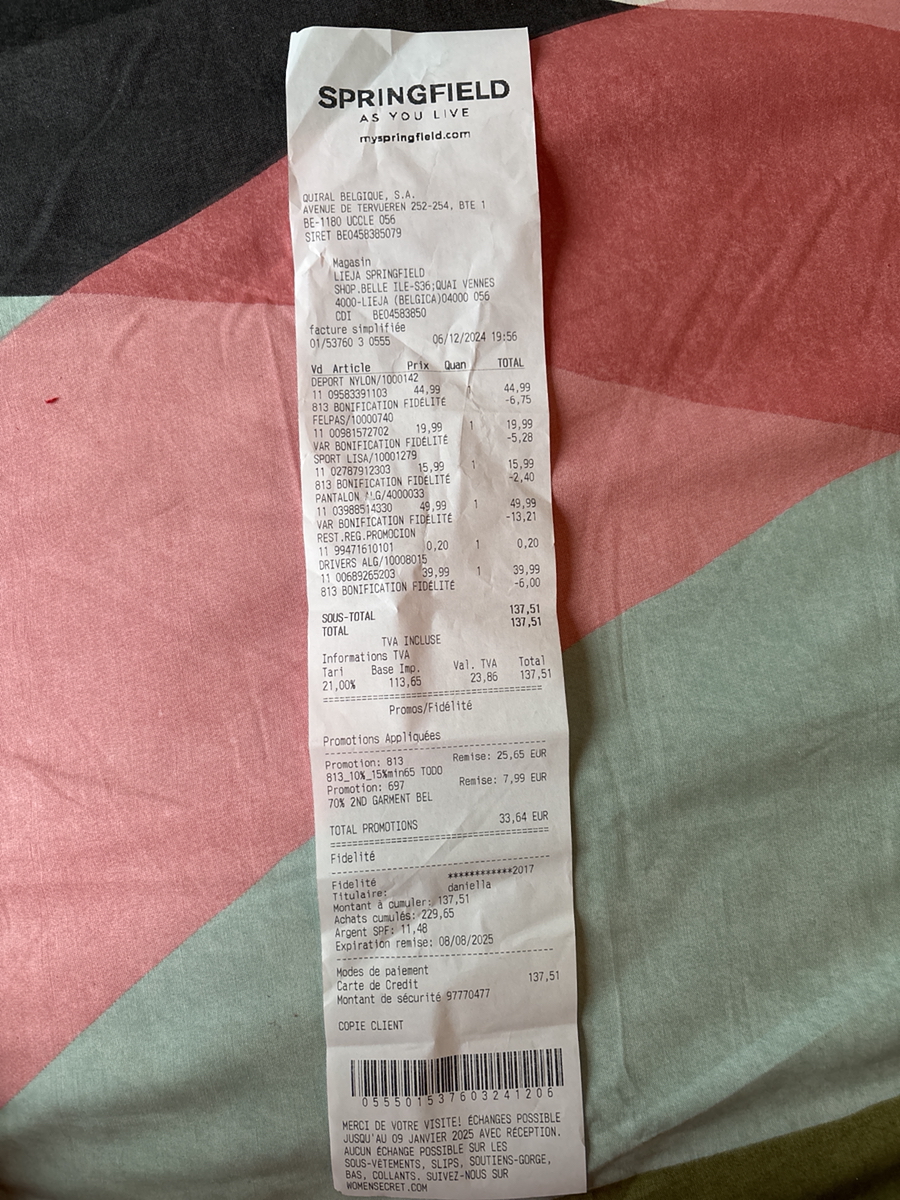 SPRINGFIELD
AS YOU LIVE
myspringfield.com
QUIRAL BELGIQUE, S.A.
AVENUE DE TERVUEREN 252-254, BTE 1
BE-1180 UCCLE 056
SIRET BE0458385079
Magasin
LIEJA SPRINGFIELD
SHOP.BELLE ILE-S36;QUAI VENNES
4000-LIEJA (BELGICA)04000 056
CDI BE04583850
facture simplifiée
01/53760 3 0555 06/12/2024 19:56
Vd Article Prix Quan TOTAL
DEPORT NYLON/1000142
11 09583391103 44,99 1 44,99
813 BONIFICATION FIDÉLITÉ -6,75
FELPAS/10000740
11 00981572702 19,99 1 19,99
VAR BONIFICATION FIDÉLITÉ -5,28
SPORT LISA/10001279
11 02787912303 15,99 1 15,99
813 BONIFICATION FIDÉLITÉ -2,40
PANTALON ALG/4000033
11 03988514330 49,99 1 49,99
VAR BONIFICATION FIDÉLITÉ -13,21
REST.REG.PROMOCION
11 99471610101 0,20 1 0,20
DRIVERS ALG/10008015
11 00689265203 39,99 1 39,99
813 BONIFICATION FIDÉLITÉ -6,00
SOUS-TOTAL 137,51
TOTAL 137,51
TVA INCLUSE
Informations TVA
Tari Base Imp. Val. TVA Total
21,00% 113,65 23,86 137,51
Promos/Fidélité
Promotions Appliquées
Promotion: 813 Remise: 25,65 EUR
813_10%_15%min65 TODO
Promotion: 697 Remise: 7,99 EUR
70% 2ND GARMENT BEL
TOTAL PROMOTIONS 33,64 EUR
Fidelité
Fidelité ************2017
Titulaire: daniella
Montant à cumuler: 137,51
Achats cumulés: 229,65
Argent SPF: 11,48
Expiration remise: 08/08/2025
Modes de paiement
Carte de Credit 137,51
Montant de sécurité 97770477
COPIE CLIENT
0555015376032412​06
MERCI DE VOTRE VISITE! ÉCHANGES POSSIBLE
JUSQU'AU 09 JANVIER 2025 AVEC RÉCEPTION.
AUCUN ÉCHANGE POSSIBLE SUR LES
SOUS-VÊTEMENTS, SLIPS, SOUTIENS-GORGE,
BAS, COLLANTS. SUIVEZ-NOUS SUR
WOMENSECRET.COM